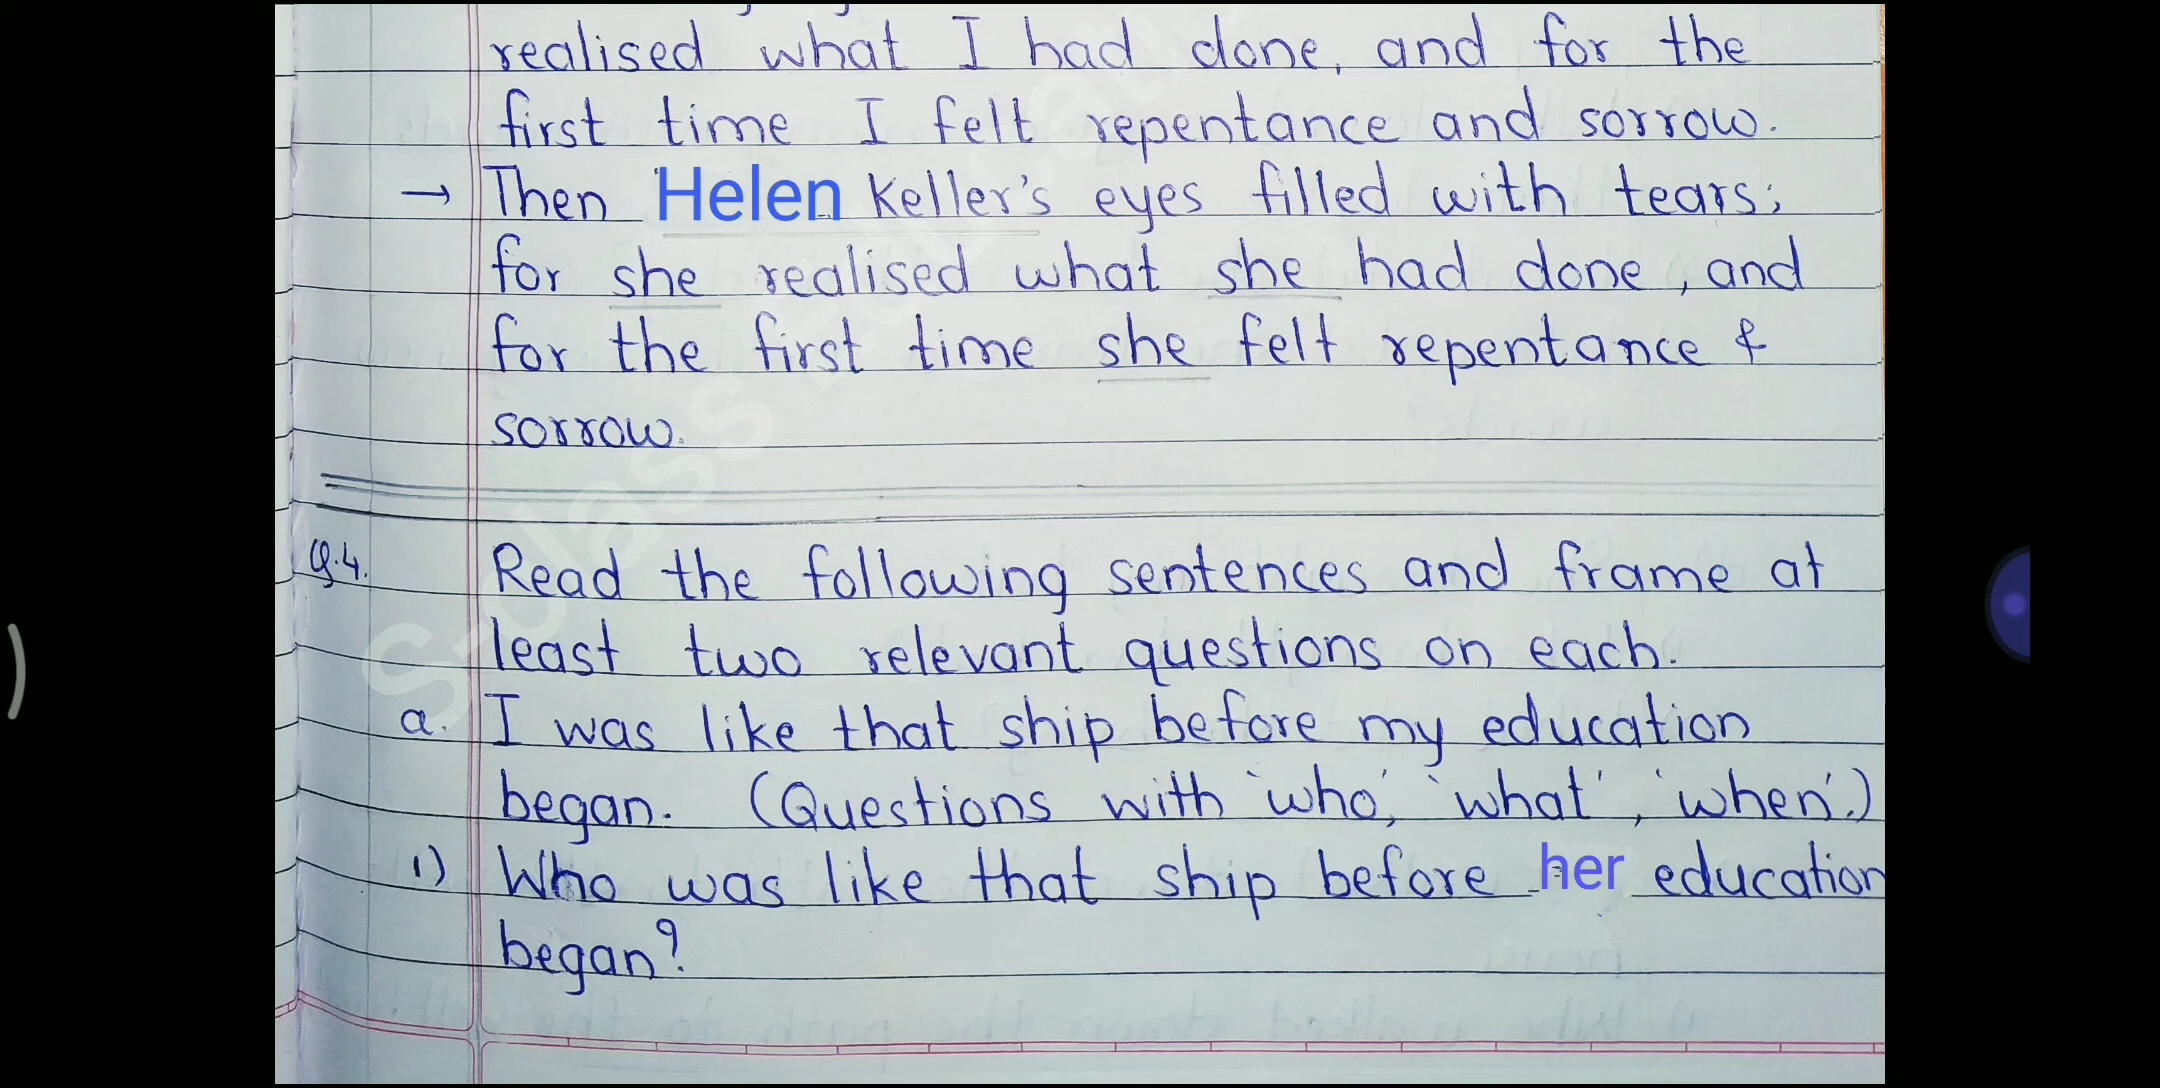 realised what I had done, and for the
first time I felt repentance and sorrow.
→ Then Helen Keller's eyes filled with tears;
for she realised what she had done, and
for the first time she felt repentance &
sorrow.
Q.4. Read the following sentences and frame at
least two relevant questions on each.
a. I was like that ship before my education
began. (Questions with 'who', 'what', 'when'.)
1) Who was like that ship before her education
began?